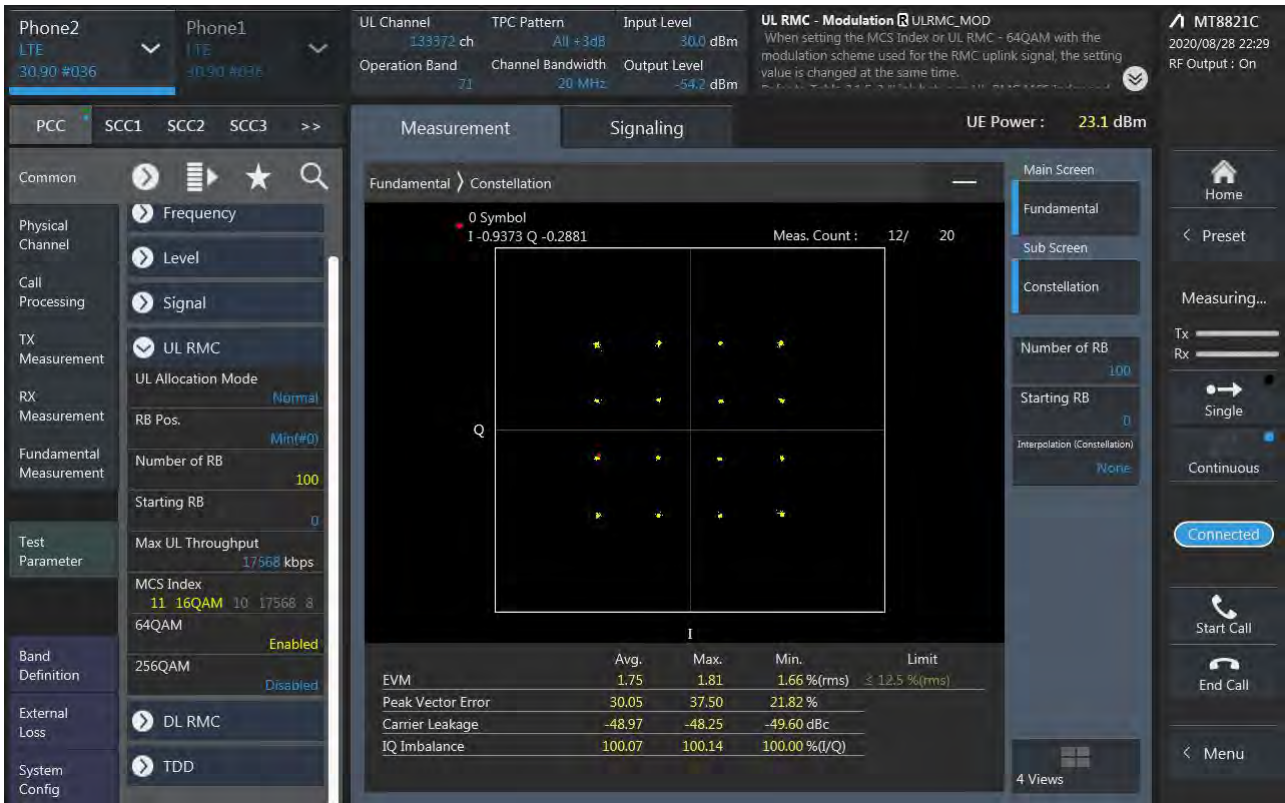 Phone2
LTE
30.90 #036
Phone1
LTE
30.90 #036
UL Channel
133372 ch
TPC Pattern
All +3dB
Input Level
30.0 dBm
Operation Band
71
Channel Bandwidth
20 MHz
Output Level
-54.2 dBm
UL RMC - Modulation R ULRMC_MOD
When setting the MCS Index or UL RMC - 64QAM with the
modulation scheme used for the RMC uplink signal, the setting
value is changed at the same time.
MT8821C
2020/08/28 22:29
RF Output : On
PCC SCC1 SCC2 SCC3 >>
Measurement
Signaling
UE Power : 23.1 dBm
Common
Physical
Channel
Call
Processing
TX
Measurement
RX
Measurement
Fundamental
Measurement
Test
Parameter
Band
Definition
External
Loss
System
Config
Frequency
Level
Signal
UL RMC
UL Allocation Mode
Normal
RB Pos.
Min(#0)
Number of RB
100
Starting RB
0
Max UL Throughput
17568 kbps
MCS Index
11 16QAM 10 17568 8
64QAM
Enabled
256QAM
Disabled
DL RMC
TDD
Fundamental > Constellation
0 Symbol
I -0.9373 Q -0.2881
Meas. Count : 12/ 20
Q
I
Avg. Max. Min. Limit
EVM 1.75 1.81 1.66 %(rms) ≤ 12.5 %(rms)
Peak Vector Error 30.05 37.50 21.82 %
Carrier Leakage -48.97 -48.25 -49.60 dBc
IQ Imbalance 100.07 100.14 100.00 %(I/Q)
Main Screen
Fundamental
Sub Screen
Constellation
Number of RB
100
Starting RB
0
Interpolation (Constellation)
None
4 Views
Home
< Preset
Measuring...
Tx
Rx
Single
Continuous
Connected
Start Call
End Call
< Menu